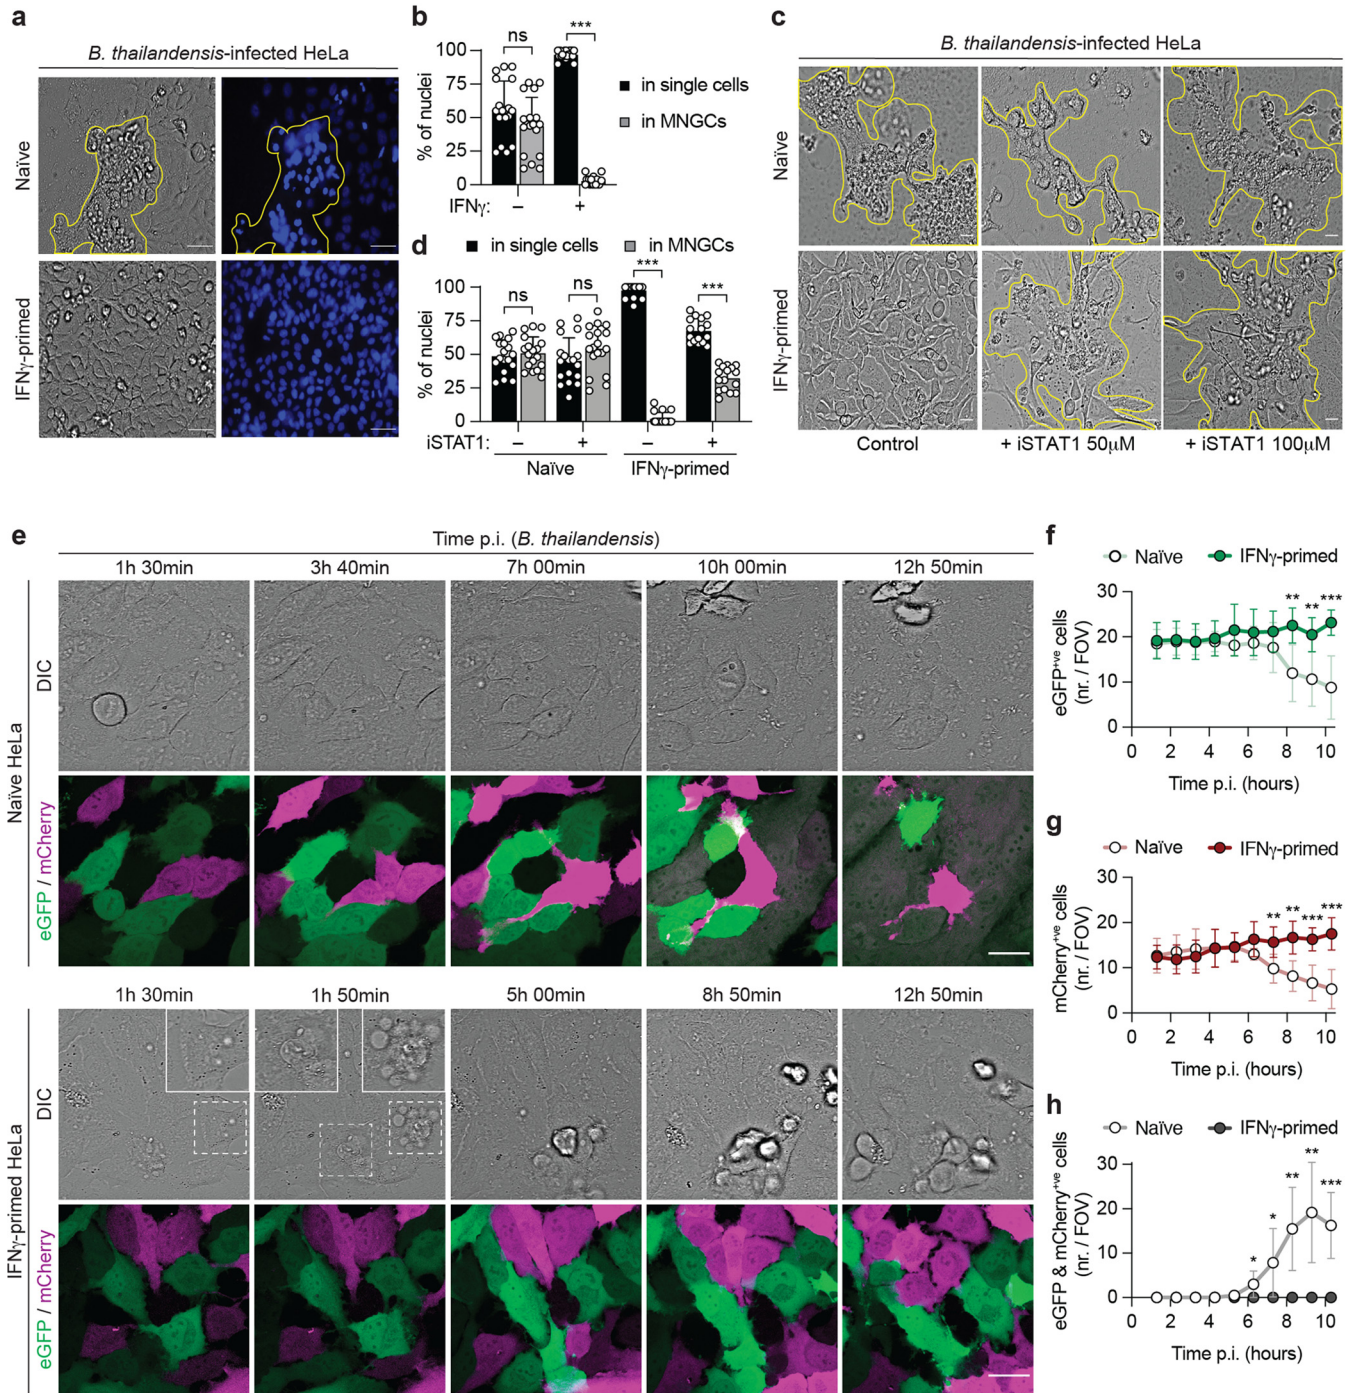 a
B. thailandensis-infected HeLa
Naïve
IFNγ-primed
b
ns
***
100
75
50
25
0
% of nuclei
IFNγ:
–
+
in single cells
in MNGCs
c
B. thailandensis-infected HeLa
Naïve
IFNγ-primed
Control
+ iSTAT1 50μM
+ iSTAT1 100μM
d
in single cells
in MNGCs
ns
ns
***
***
100
75
50
25
0
% of nuclei
iSTAT1:
–
+
–
+
Naïve
IFNγ-primed
e
Time p.i. (B. thailandensis)
1h 30min
3h 40min
7h 00min
10h 00min
12h 50min
Naïve HeLa
DIC
eGFP / mCherry
1h 30min
1h 50min
5h 00min
8h 50min
12h 50min
IFNγ-primed HeLa
DIC
eGFP / mCherry
f
Naïve
IFNγ-primed
30
20
10
0
eGFP+ve cells
(nr. / FOV)
** ** ***
0 2 4 6 8 10
Time p.i. (hours)
g
Naïve
IFNγ-primed
30
20
10
0
mCherry+ve cells
(nr. / FOV)
** ** *** ***
0 2 4 6 8 10
Time p.i. (hours)
h
Naïve
IFNγ-primed
30
20
10
0
eGFP & mCherry+ve cells
(nr. / FOV)
* * ** ** ***
0 2 4 6 8 10
Time p.i. (hours)